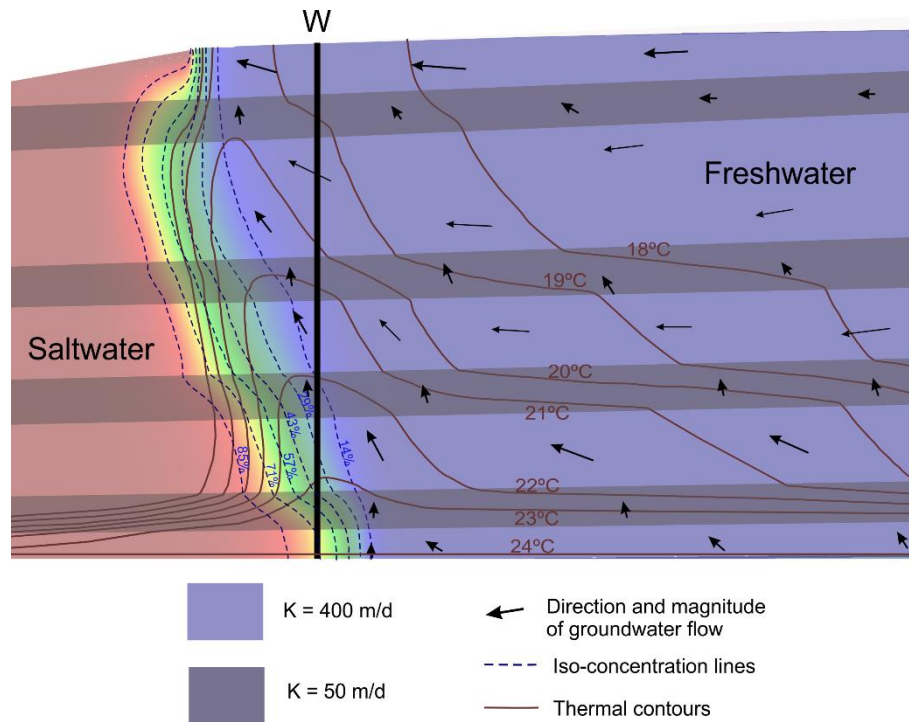 W
Freshwater
18ºC
19ºC
Saltwater
20ºC
21ºC
29%
43%
14%
57%
71%
85%
22ºC
23ºC
24ºC
K = 400 m/d
Direction and magnitude
of groundwater flow
Iso-concentration lines
K = 50 m/d
Thermal contours